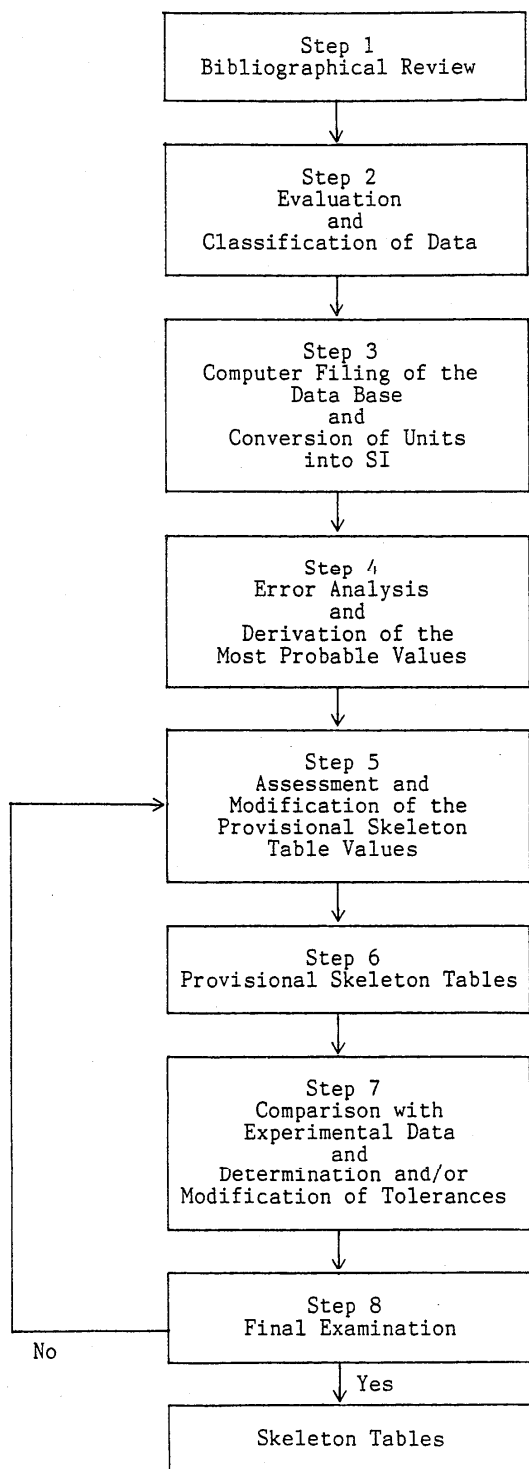 Step 1
Bibliographical Review
Step 2
Evaluation
and
Classification of Data
Step 3
Computer Filing of the
Data Base
and
Conversion of Units
into SI
Step 4
Error Analysis
and
Derivation of the
Most Probable Values
Step 5
Assessment and
Modification of the
Provisional Skeleton
Table Values
Step 6
Provisional Skeleton Tables
Step 7
Comparison with
Experimental Data
and
Determination and/or
Modification of Tolerances
Step 8
Final Examination
No
Yes
Skeleton Tables